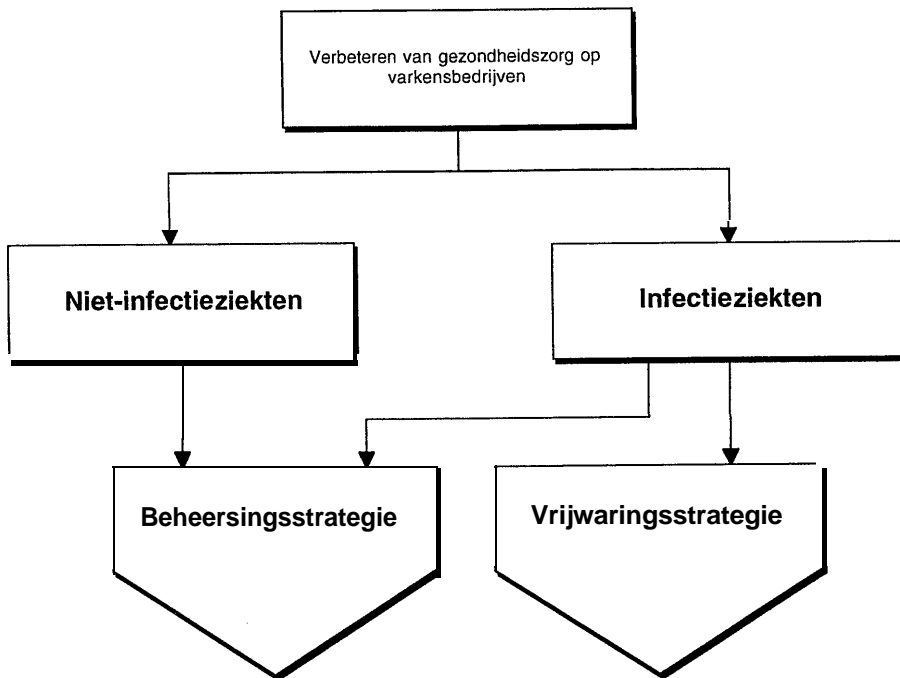 Verbeteren van gezondheidszorg op
varkensbedrijven
Niet-infectieziekten
Infectieziekten
Beheersingsstrategie
Vrijwaringsstrategie